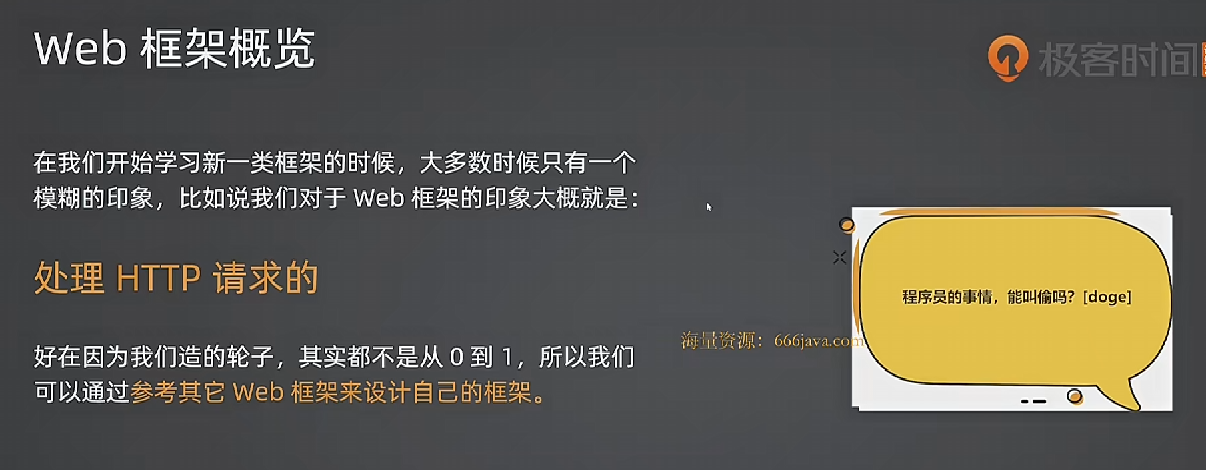 Web 框架概览
极客时间
在我们开始学习新一类框架的时候，大多数时候只有一个
模糊的印象，比如说我们对于 Web 框架的印象大概就是：
处理 HTTP 请求的
程序员的事情，能叫偷吗？[doge]
海量资源：666java.com
好在因为我们造的轮子，其实都不是从 0 到 1，所以我们
可以通过参考其它 Web 框架来设计自己的框架。